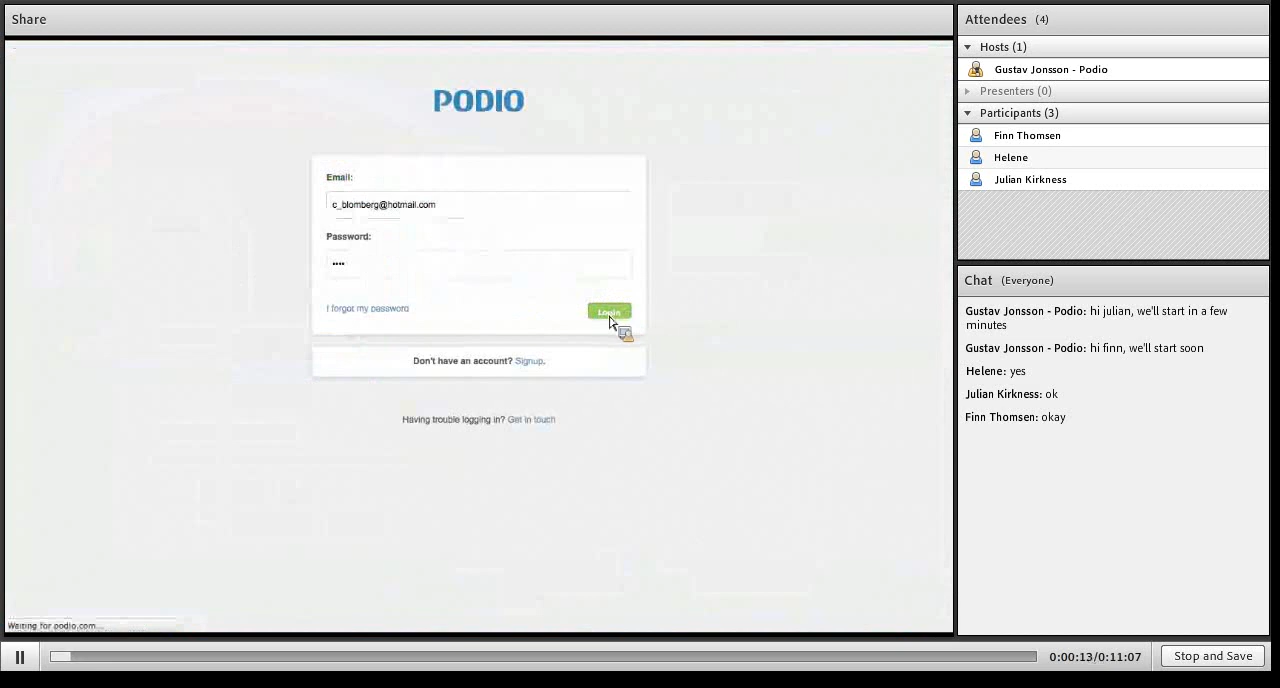 Share
PODIO
Email:
c_blomberg@hotmail.com
Password:
••••
I forgot my password
Login
Don't have an account? Signup.
Having trouble logging in? Get in touch
Waiting for podio.com...
Attendees (4)
Hosts (1)
Gustav Jonsson - Podio
Presenters (0)
Participants (3)
Finn Thomsen
Helene
Julian Kirkness
Chat (Everyone)
Gustav Jonsson - Podio: hi julian, we'll start in a few
minutes
Gustav Jonsson - Podio: hi finn, we'll start soon
Helene: yes
Julian Kirkness: ok
Finn Thomsen: okay
0:00:13/0:11:07
Stop and Save